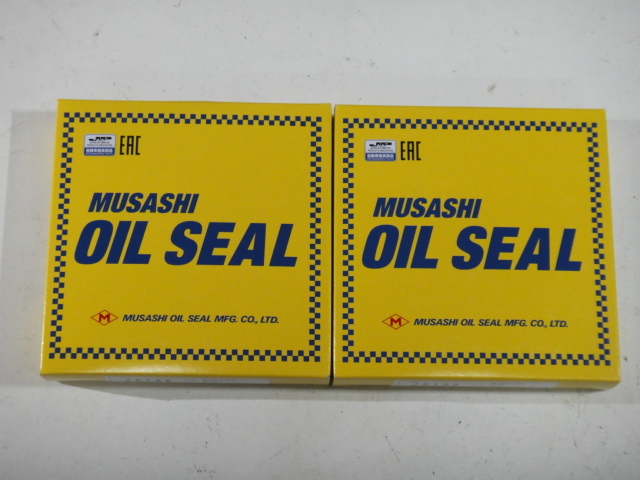 EAC
MUSASHI
OIL SEAL
M MUSASHI OIL SEAL MFG. CO., LTD.
EAC
MUSASHI
OIL SEAL
M MUSASHI OIL SEAL MFG. CO., LTD.